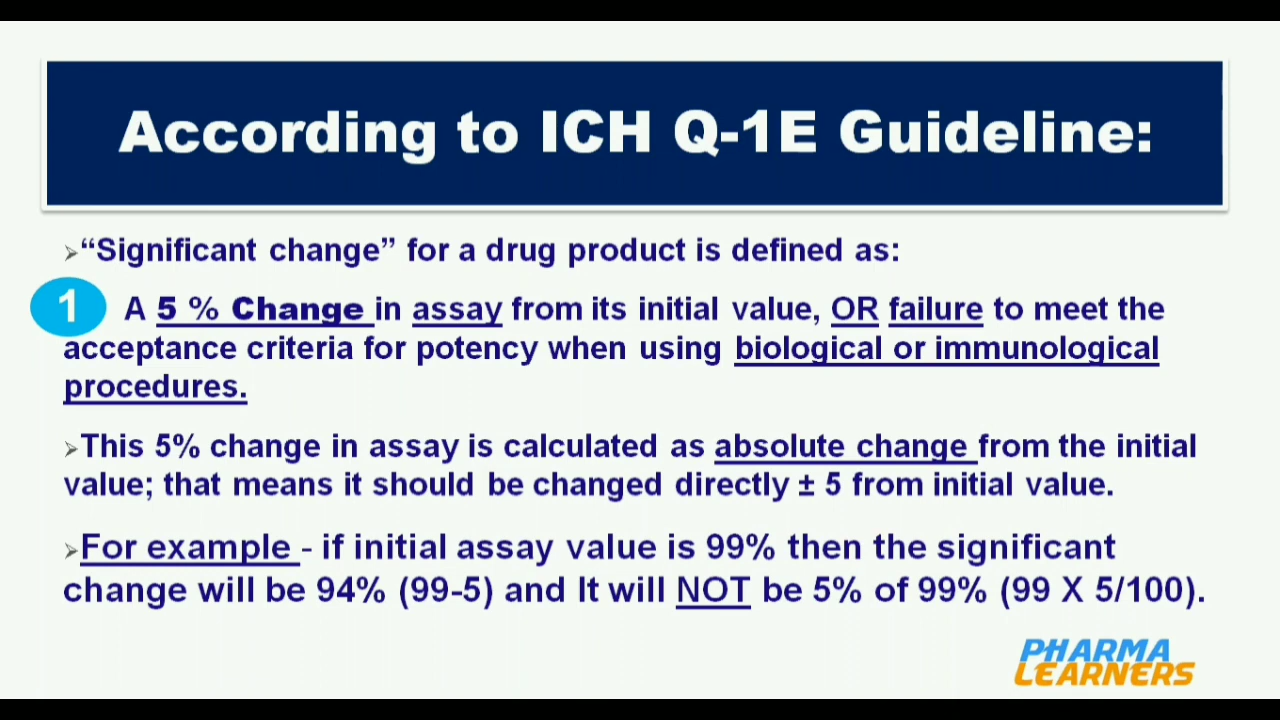 According to ICH Q-1E Guideline:
“Significant change” for a drug product is defined as:
1 A 5 % Change in assay from its initial value, OR failure to meet the
acceptance criteria for potency when using biological or immunological
procedures.
This 5% change in assay is calculated as absolute change from the initial
value; that means it should be changed directly ± 5 from initial value.
For example - if initial assay value is 99% then the significant
change will be 94% (99-5) and It will NOT be 5% of 99% (99 X 5/100).
PHARMA
LEARNERS